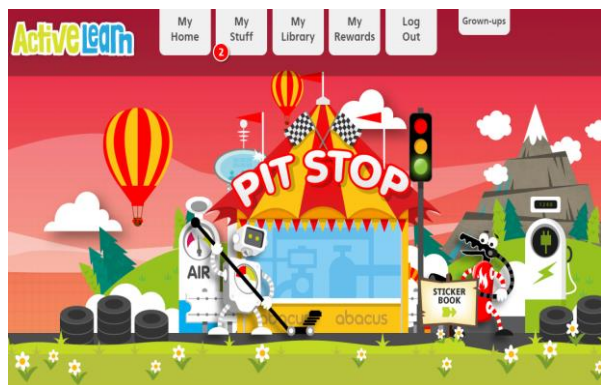 ActiveLearn
My
Home
My
Stuff
2
My
Library
My
Rewards
Log
Out
Grown-ups
PIT STOP
AIR
STICKER
BOOK
abacus abacus